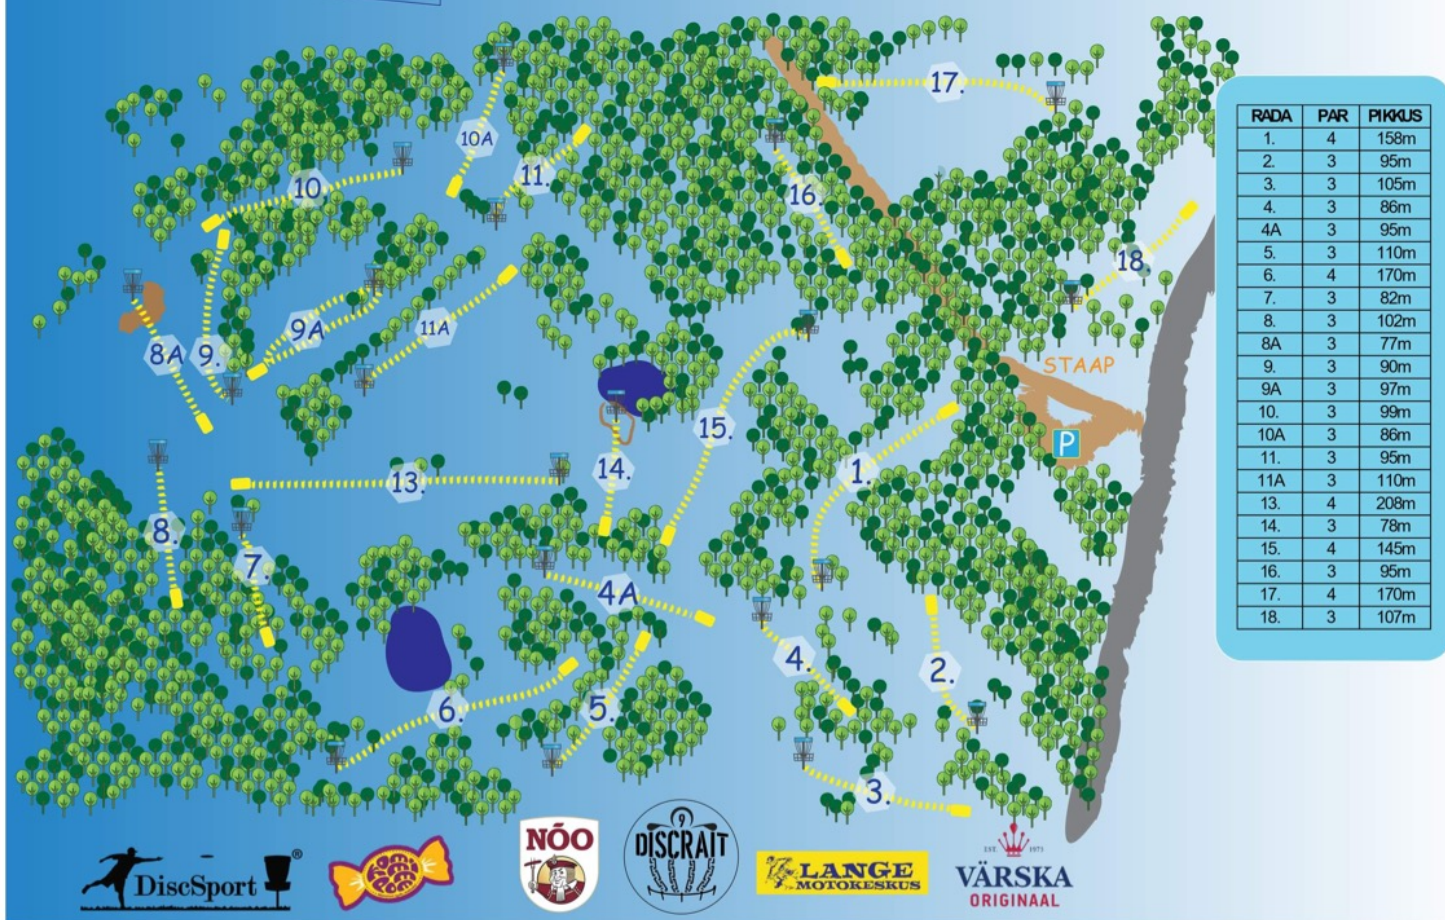 17.
10A
11.
16.
10.
18.
9A
11A
8A
9.
STAAP
15.
P
1.
14.
13.
8.
7.
4A
4.
2.
6.
5.
3.
RADA PAR PIKKUS
1. 4 158m
2. 3 95m
3. 3 105m
4. 3 86m
4A 3 95m
5. 3 110m
6. 4 170m
7. 3 82m
8. 3 102m
8A 3 77m
9. 3 90m
9A 3 97m
10. 3 99m
10A 3 86m
11. 3 95m
11A 3 110m
13. 4 208m
14. 3 78m
15. 4 145m
16. 3 95m
17. 4 170m
18. 3 107m
DiscSport ®
NÕO
9
DISCRAIT
LANGE
MOTOKESKUS
EST. 1973
VÄRSKA
ORIGINAAL